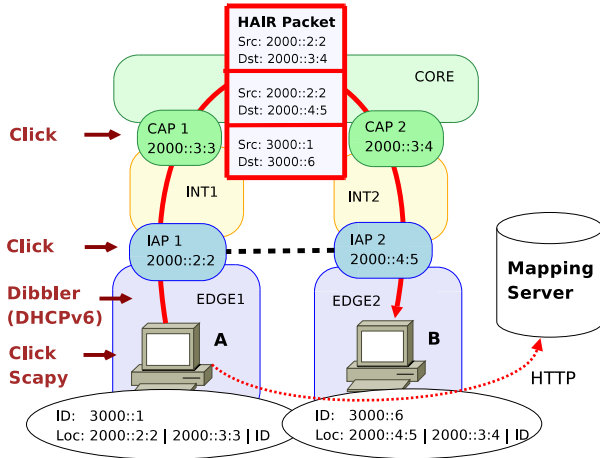 HAIR Packet
Src: 2000::2:2
Dst: 2000::3:4
Src: 2000::2:2
Dst: 2000::4:5
Src: 3000::1
Dst: 3000::6
CORE
Click
CAP 1
2000::3:3
CAP 2
2000::3:4
INT1
INT2
Click
IAP 1
2000::2:2
IAP 2
2000::4:5
Mapping
Server
Dibbler
(DHCPv6)
EDGE1
EDGE2
Click
Scapy
A
B
HTTP
ID: 3000::1
Loc: 2000::2:2 | 2000::3:3 | ID
ID: 3000::6
Loc: 2000::4:5 | 2000::3:4 | ID